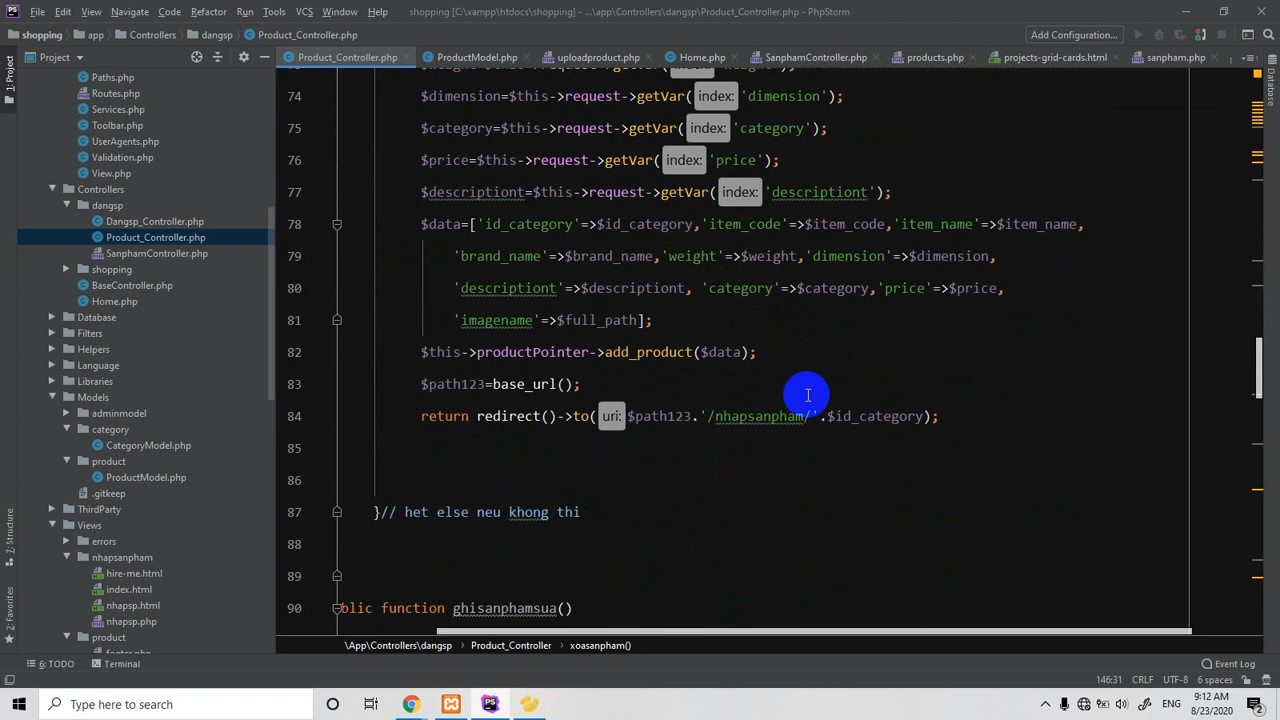 File Edit View Navigate Code Refactor Run Tools VCS Window Help shopping [C:\xampp\htdocs\shopping] - ...\app\Controllers\dangsp\Product_Controller.php - PhpStorm
shopping app Controllers dangsp Product_Controller.php Add Configuration...
Project Product_Controller.php ProductModel.php uploadproduct.php Home.php SanphamController.php products.php projects-grid-cards.html sanpham.php
1: Project
Database
Paths.php
Routes.php
Services.php
Toolbar.php
UserAgents.php
Validation.php
View.php
Controllers
dangsp
Dangsp_Controller.php
Product_Controller.php
SanphamController.php
shopping
BaseController.php
Home.php
Database
Filters
Helpers
Language
Libraries
Models
adminmodel
category
CategoryModel.php
product
ProductModel.php
.gitkeep
ThirdParty
Views
errors
nhapsanpham
hire-me.html
index.html
nhapsp.html
nhapsp.php
product
footer.php
74 $dimension=$this->request->getVar( index: 'dimension');
75 $category=$this->request->getVar( index: 'category');
76 $price=$this->request->getVar( index: 'price');
77 $descriptiont=$this->request->getVar( index: 'descriptiont');
78 $data=['id_category'=>$id_category,'item_code'=>$item_code,'item_name'=>$item_name,
79 'brand_name'=>$brand_name,'weight'=>$weight,'dimension'=>$dimension,
80 'descriptiont'=>$descriptiont, 'category'=>$category,'price'=>$price,
81 'imagename'=>$full_path];
82 $this->productPointer->add_product($data);
83 $path123=base_url();
84 return redirect()->to( uri: $path123.'/nhapsanpham/'.$id_category);
85
86
87 }// het else neu khong thi
88
89
90 blic function ghisanphamsua()
\App\Controllers\dangsp Product_Controller xoasanpham()
7: Structure
2: Favorites
6: TODO Terminal Event Log
146:31 CRLF UTF-8 6 spaces
Type here to search
ENG
9:12 AM
8/23/2020
2